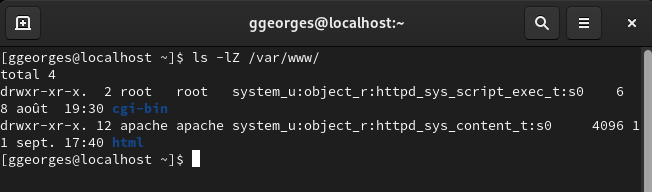 ggeorges@localhost:~
[ggeorges@localhost ~]$ ls -lZ /var/www/
total 4
drwxr-xr-x.  2 root   root   system_u:object_r:httpd_sys_script_exec_t:s0    6
8 août  19:30 cgi-bin
drwxr-xr-x. 12 apache apache system_u:object_r:httpd_sys_content_t:s0     4096 1
1 sept. 17:40 html
[ggeorges@localhost ~]$